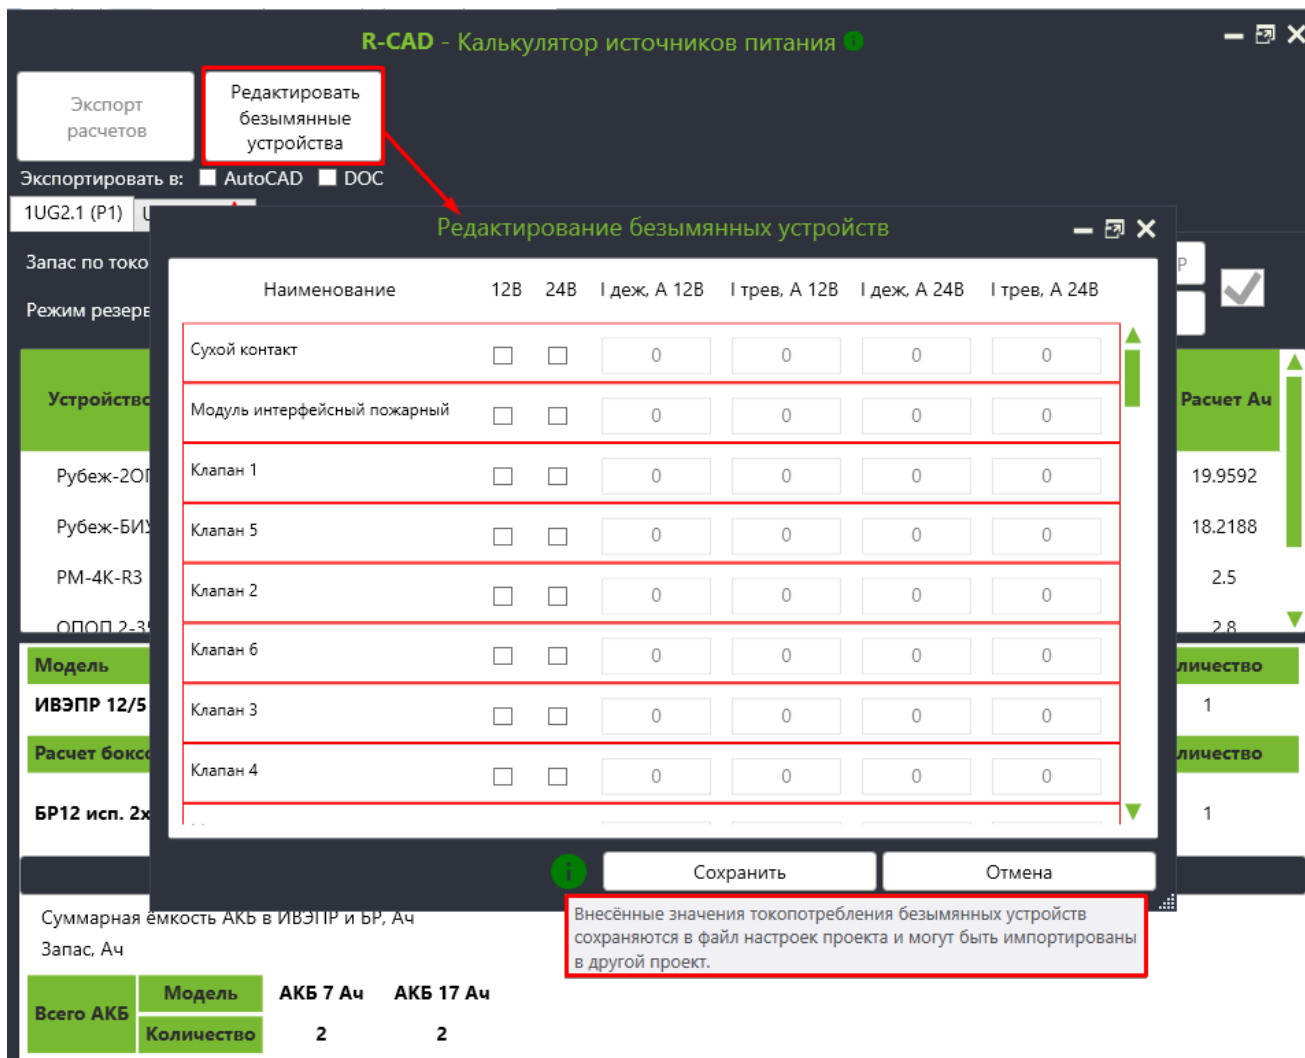 R-CAD - Калькулятор источников питания
Экспорт
расчетов
Редактировать
безымянные
устройства
Экспортировать в: AutoCAD DOC
1UG2.1 (P1)
Редактирование безымянных устройств
Запас по токо
Режим резерв
Наименование 12В 24В I деж, А 12В I трев, А 12В I деж, А 24В I трев, А 24В
Сухой контакт 0 0 0 0
Модуль интерфейсный пожарный 0 0 0 0
Клапан 1 0 0 0 0
Клапан 5 0 0 0 0
Клапан 2 0 0 0 0
Клапан 6 0 0 0 0
Клапан 3 0 0 0 0
Клапан 4 0 0 0 0
Устройство Расчет Ач
Рубеж-2ОП 19.9592
Рубеж-БИУ 18.2188
РМ-4К-R3 2.5
ОПОП 2-35 2.8
Модель личество
ИВЭПР 12/5 1
Расчет боксо личество
БР12 исп. 2х 1
i Сохранить Отмена
Внесённые значения токопотребления безымянных устройств
сохраняются в файл настроек проекта и могут быть импортированы
в другой проект.
Суммарная ёмкость АКБ в ИВЭПР и БР, Ач
Запас, Ач
Всего АКБ
Модель АКБ 7 Ач АКБ 17 Ач
Количество 2 2